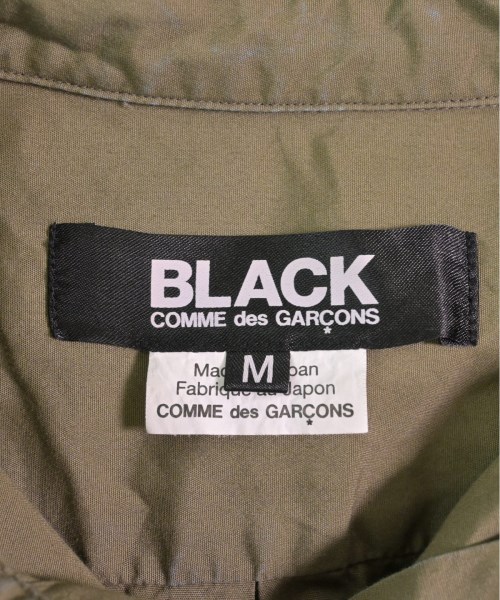 BLACK
COMME des GARÇONS
M
Fabrique au Japon
COMME des GARÇONS